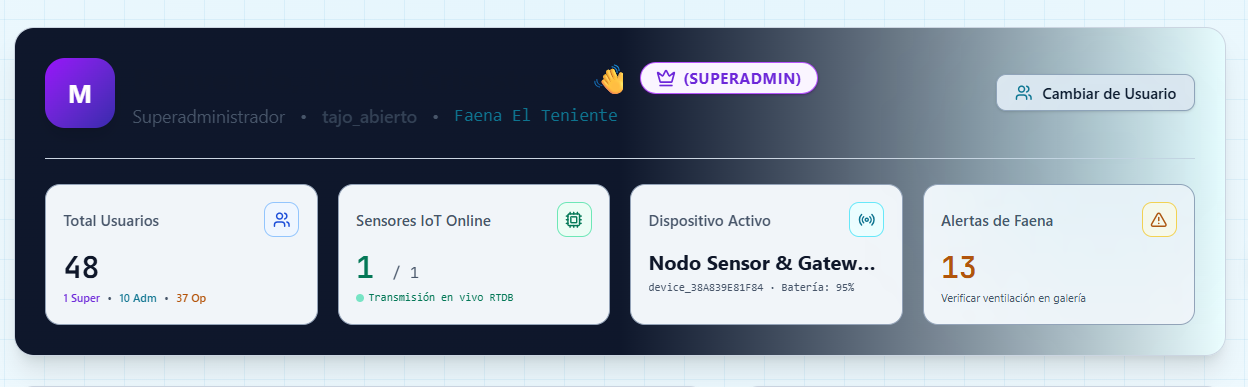 M
👋 (SUPERADMIN)
Superadministrador • tajo_abierto • Faena El Teniente
Cambiar de Usuario
Total Usuarios
48
1 Super • 10 Adm • 37 Op
Sensores IoT Online
1 / 1
Transmisión en vivo RTDB
Dispositivo Activo
Nodo Sensor & Gatew...
device_38A839E81F84 · Batería: 95%
Alertas de Faena
13
Verificar ventilación en galería